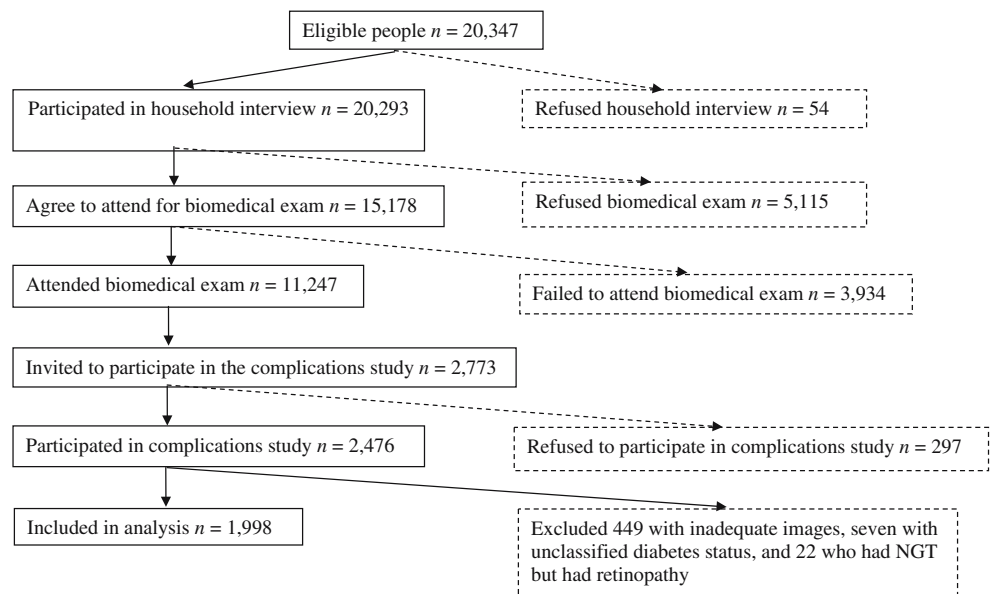 Eligible people n = 20,347
Participated in household interview n = 20,293
Refused household interview n = 54
Agree to attend for biomedical exam n = 15,178
Refused biomedical exam n = 5,115
Attended biomedical exam n = 11,247
Failed to attend biomedical exam n = 3,934
Invited to participate in the complications study n = 2,773
Participated in complications study n = 2,476
Refused to participate in complications study n = 297
Included in analysis n = 1,998
Excluded 449 with inadequate images, seven with
unclassified diabetes status, and 22 who had NGT
but had retinopathy